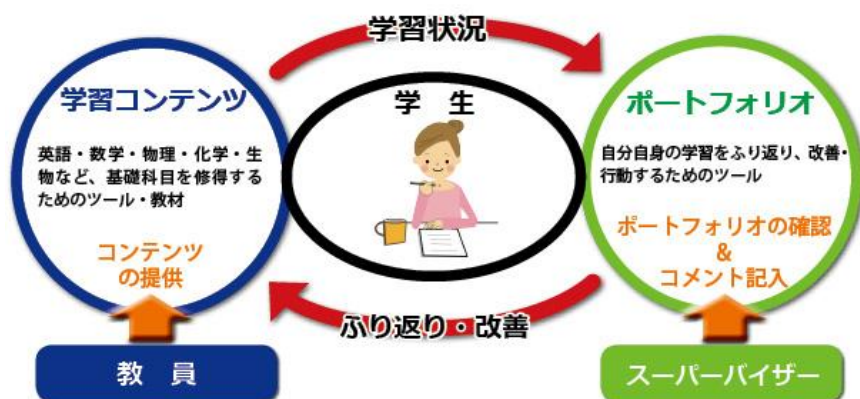 学習状況
学習コンテンツ
英語・数学・物理・化学・生
物など、基礎科目を修得する
ためのツール・教材
コンテンツ
の提供
学　生
ポートフォリオ
自分自身の学習をふり返り、改善・
行動するためのツール
ポートフォリオの確認
&
コメント記入
ふり返り・改善
教　員
スーパーバイザー